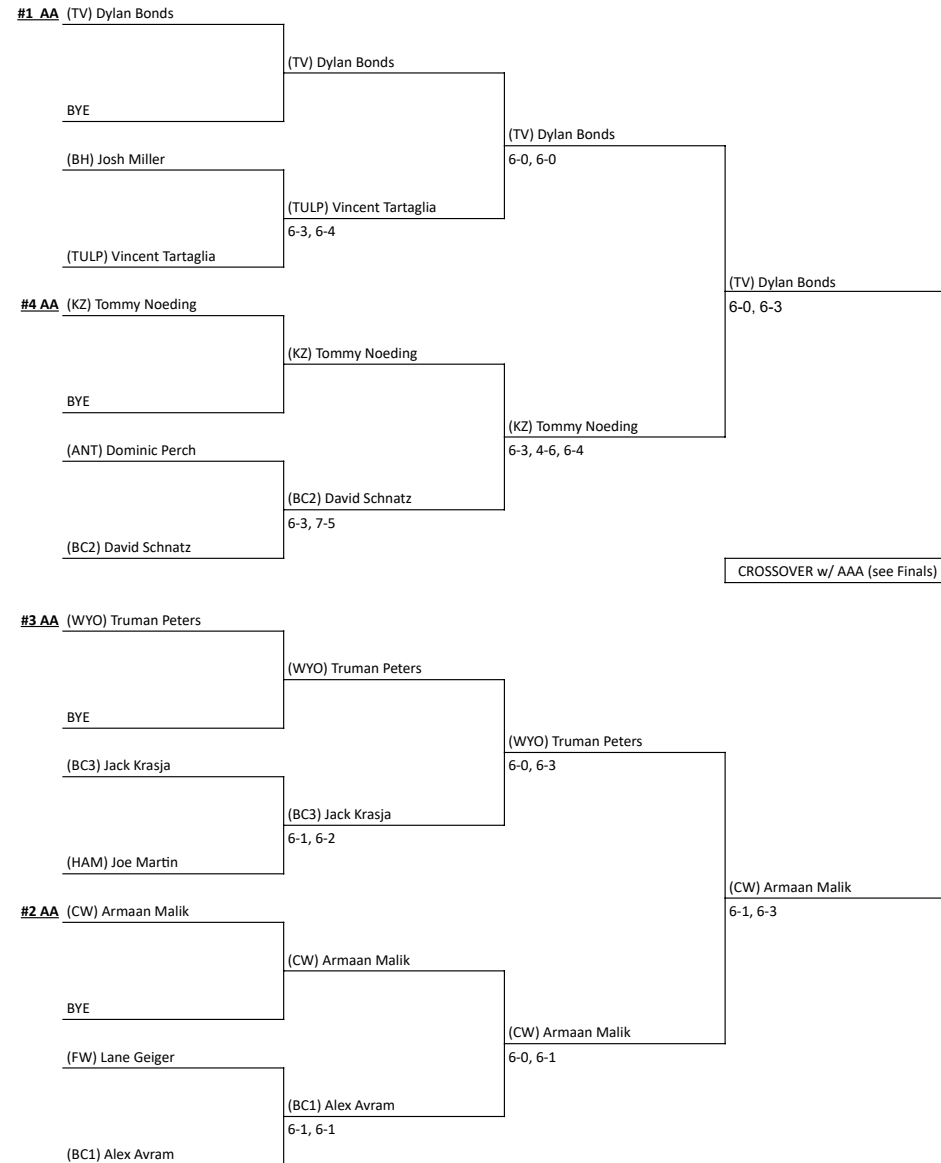 #1 AA (TV) Dylan Bonds
(TV) Dylan Bonds
BYE
(TV) Dylan Bonds
(BH) Josh Miller
6-0, 6-0
(TULP) Vincent Tartaglia
6-3, 6-4
(TULP) Vincent Tartaglia
(TV) Dylan Bonds
#4 AA (KZ) Tommy Noeding
6-0, 6-3
(KZ) Tommy Noeding
BYE
(KZ) Tommy Noeding
(ANT) Dominic Perch
6-3, 4-6, 6-4
(BC2) David Schnatz
6-3, 7-5
(BC2) David Schnatz
CROSSOVER w/ AAA (see Finals)
#3 AA (WYO) Truman Peters
(WYO) Truman Peters
BYE
(WYO) Truman Peters
(BC3) Jack Krasja
6-0, 6-3
(BC3) Jack Krasja
6-1, 6-2
(HAM) Joe Martin
(CW) Armaan Malik
#2 AA (CW) Armaan Malik
6-1, 6-3
(CW) Armaan Malik
BYE
(CW) Armaan Malik
(FW) Lane Geiger
6-0, 6-1
(BC1) Alex Avram
6-1, 6-1
(BC1) Alex Avram